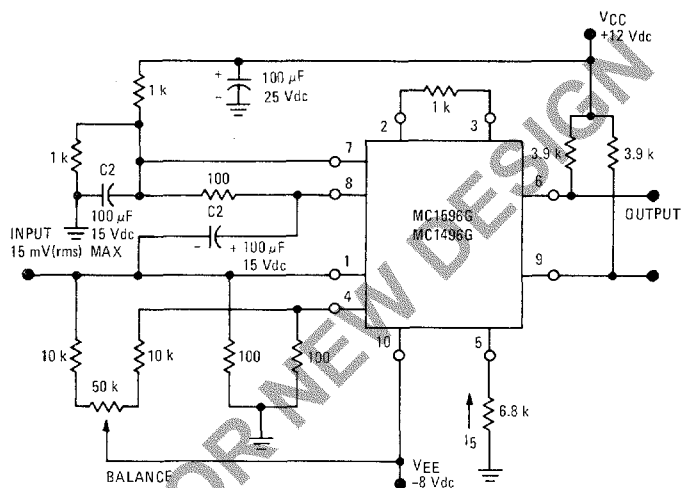 VCC
+12 Vdc
+
-
100 µF
25 Vdc
1 k
1 k
2
3
1 k
C2
7
3.9 k
3.9 k
100
8
6
MC1596G
MC1496G
OUTPUT
100 µF
15 Vdc
C2
INPUT
15 mV(rms) MAX
- + 100 µF
15 Vdc
1
9
4
10
5
10 k
10 k
100
100
50 k
I5
6.8 k
BALANCE
VEE
-8 Vdc
OR NEW DESIGN